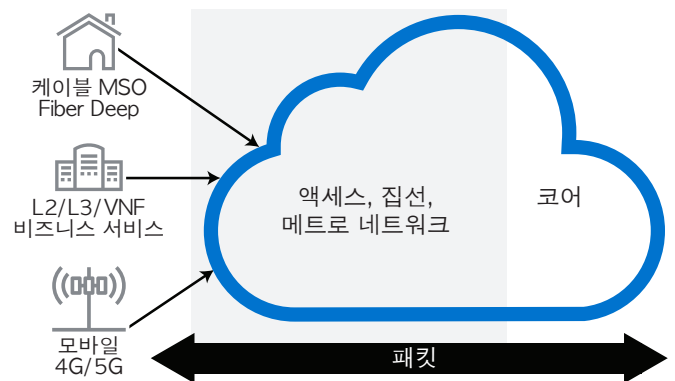 케이블 MSO
Fiber Deep
L2/L3/VNF
비즈니스 서비스
모바일
4G/5G
액세스, 집선,
메트로 네트워크
코어
패킷